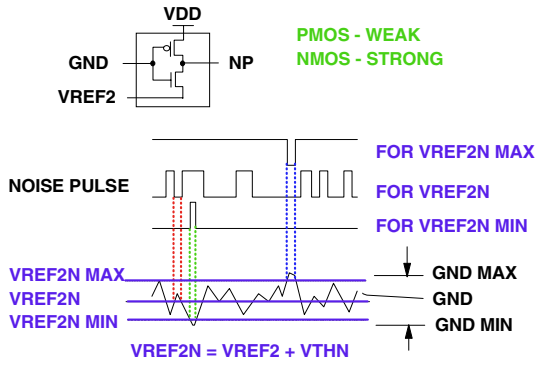 VDD
PMOS - WEAK
NMOS - STRONG
GND
NP
VREF2
FOR VREF2N MAX
NOISE PULSE
FOR VREF2N
FOR VREF2N MIN
VREF2N MAX
GND MAX
VREF2N
GND
VREF2N MIN
GND MIN
VREF2N = VREF2 + VTHN